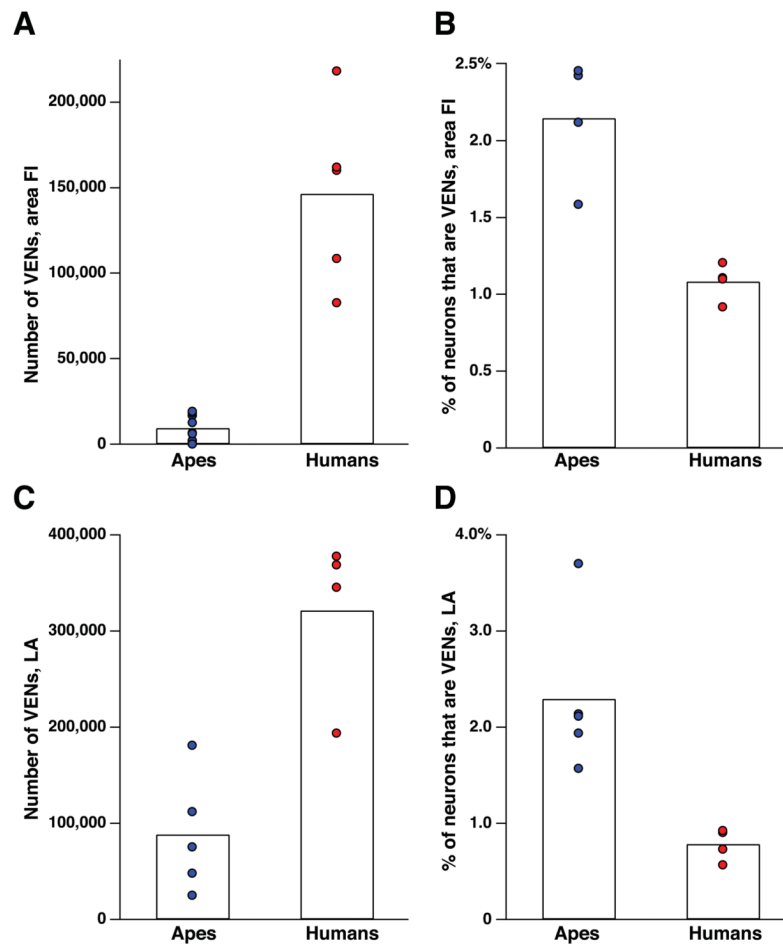 A
Number of VENs, area FI
200,000
150,000
100,000
50,000
0
Apes
Humans
B
% of neurons that are VENs, area FI
2.5%
2.0
1.5
1.0
0.5
0
Apes
Humans
C
Number of VENs, LA
400,000
300,000
200,000
100,000
0
Apes
Humans
D
% of neurons that are VENs, LA
4.0%
3.0
2.0
1.0
0
Apes
Humans